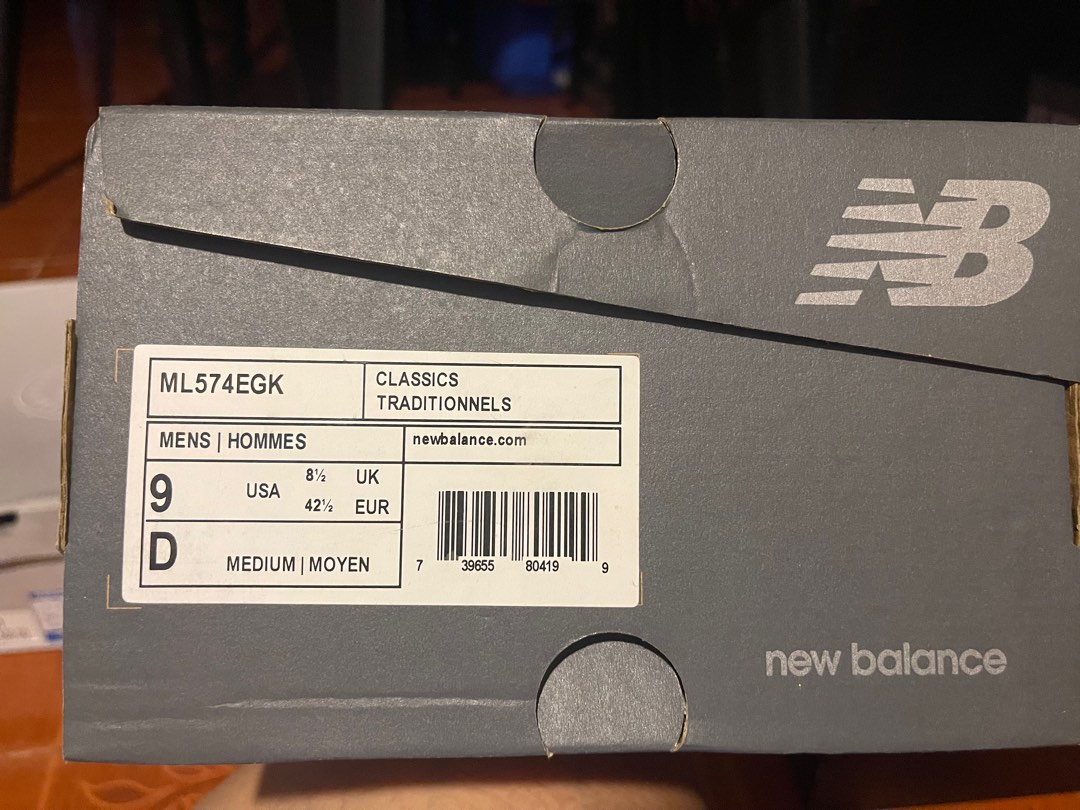 NB
ML574EGK
CLASSICS
TRADITIONNELS
MENS | HOMMES
newbalance.com
9 USA 8½ UK
42½ EUR
D MEDIUM | MOYEN
7 39655 80419 9
new balance